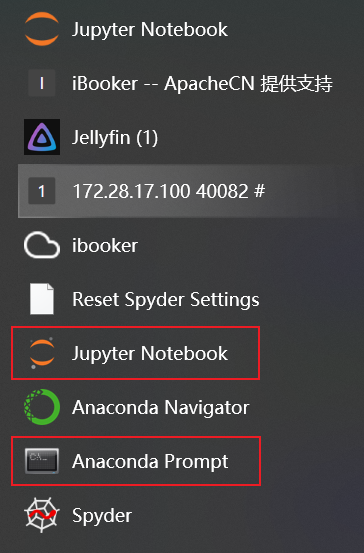 Jupyter Notebook
I
iBooker -- ApacheCN 提供支持
Jellyfin (1)
1
172.28.17.100 40082 #
ibooker
Reset Spyder Settings
Jupyter Notebook
Anaconda Navigator
Anaconda Prompt
Spyder